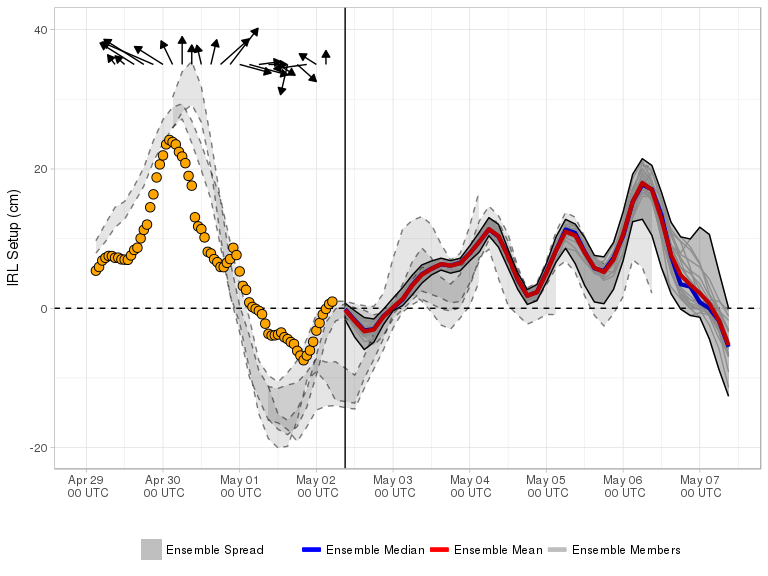 IRL Setup (cm)
40
20
0
-20
Apr 29 Apr 30 May 01 May 02 May 03 May 04 May 05 May 06 May 07
00 UTC 00 UTC 00 UTC 00 UTC 00 UTC 00 UTC 00 UTC 00 UTC 00 UTC
Ensemble Spread Ensemble Median Ensemble Mean Ensemble Members